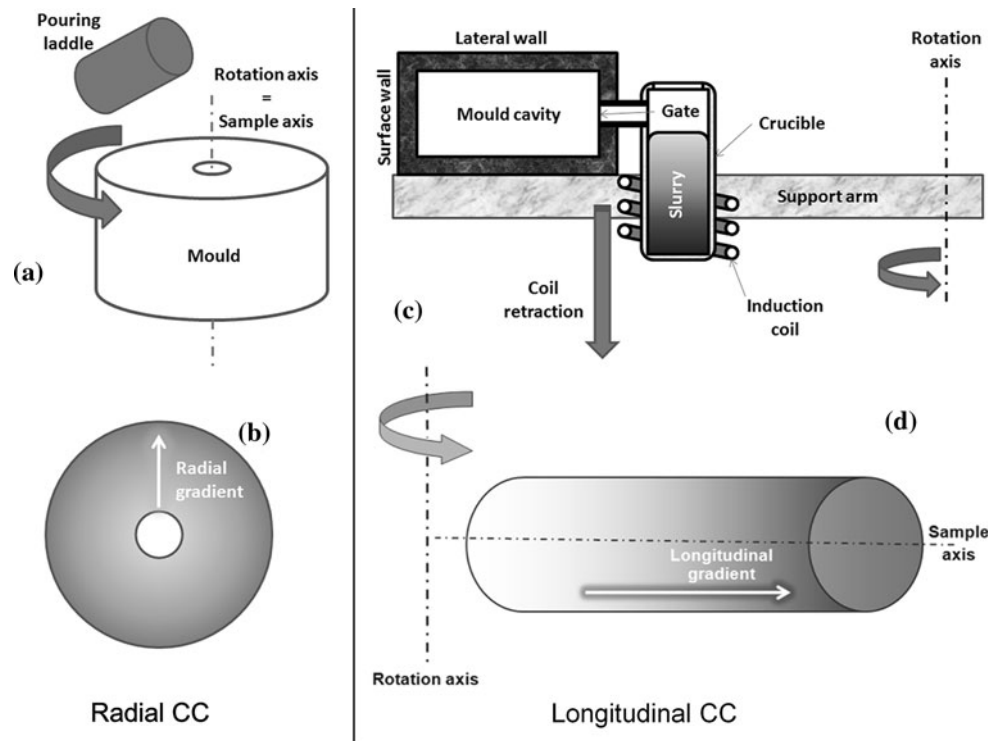 (a)
Pouring
laddle
Rotation axis
=
Sample axis
Mould
(b)
Radial
gradient
Radial CC
(c)
Lateral wall
Surface wall
Mould cavity
Gate
Crucible
Slurry
Support arm
Rotation
axis
Coil
retraction
Induction
coil
(d)
Longitudinal
gradient
Sample
axis
Rotation axis
Longitudinal CC